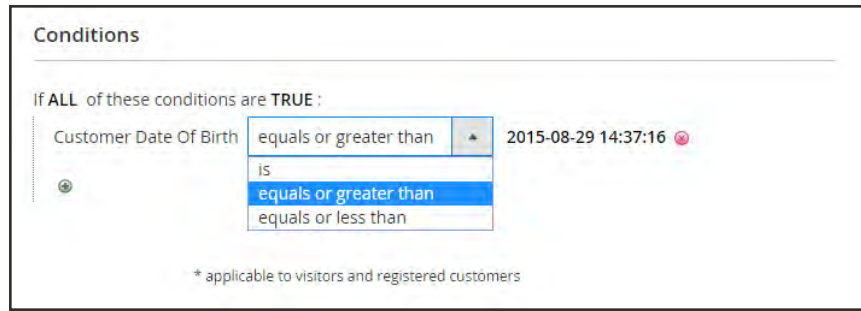 Conditions
If ALL of these conditions are TRUE :
Customer Date Of Birth equals or greater than 2015-08-29 14:37:16
is
equals or greater than
equals or less than
* applicable to visitors and registered customers